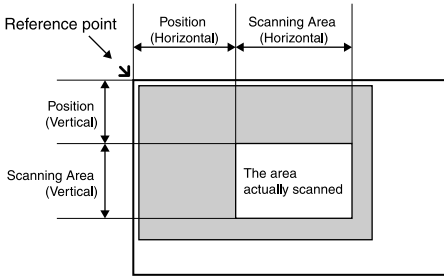 Reference point
Position
(Horizontal)
Scanning Area
(Horizontal)
Position
(Vertical)
Scanning Area
(Vertical)
The area
actually scanned